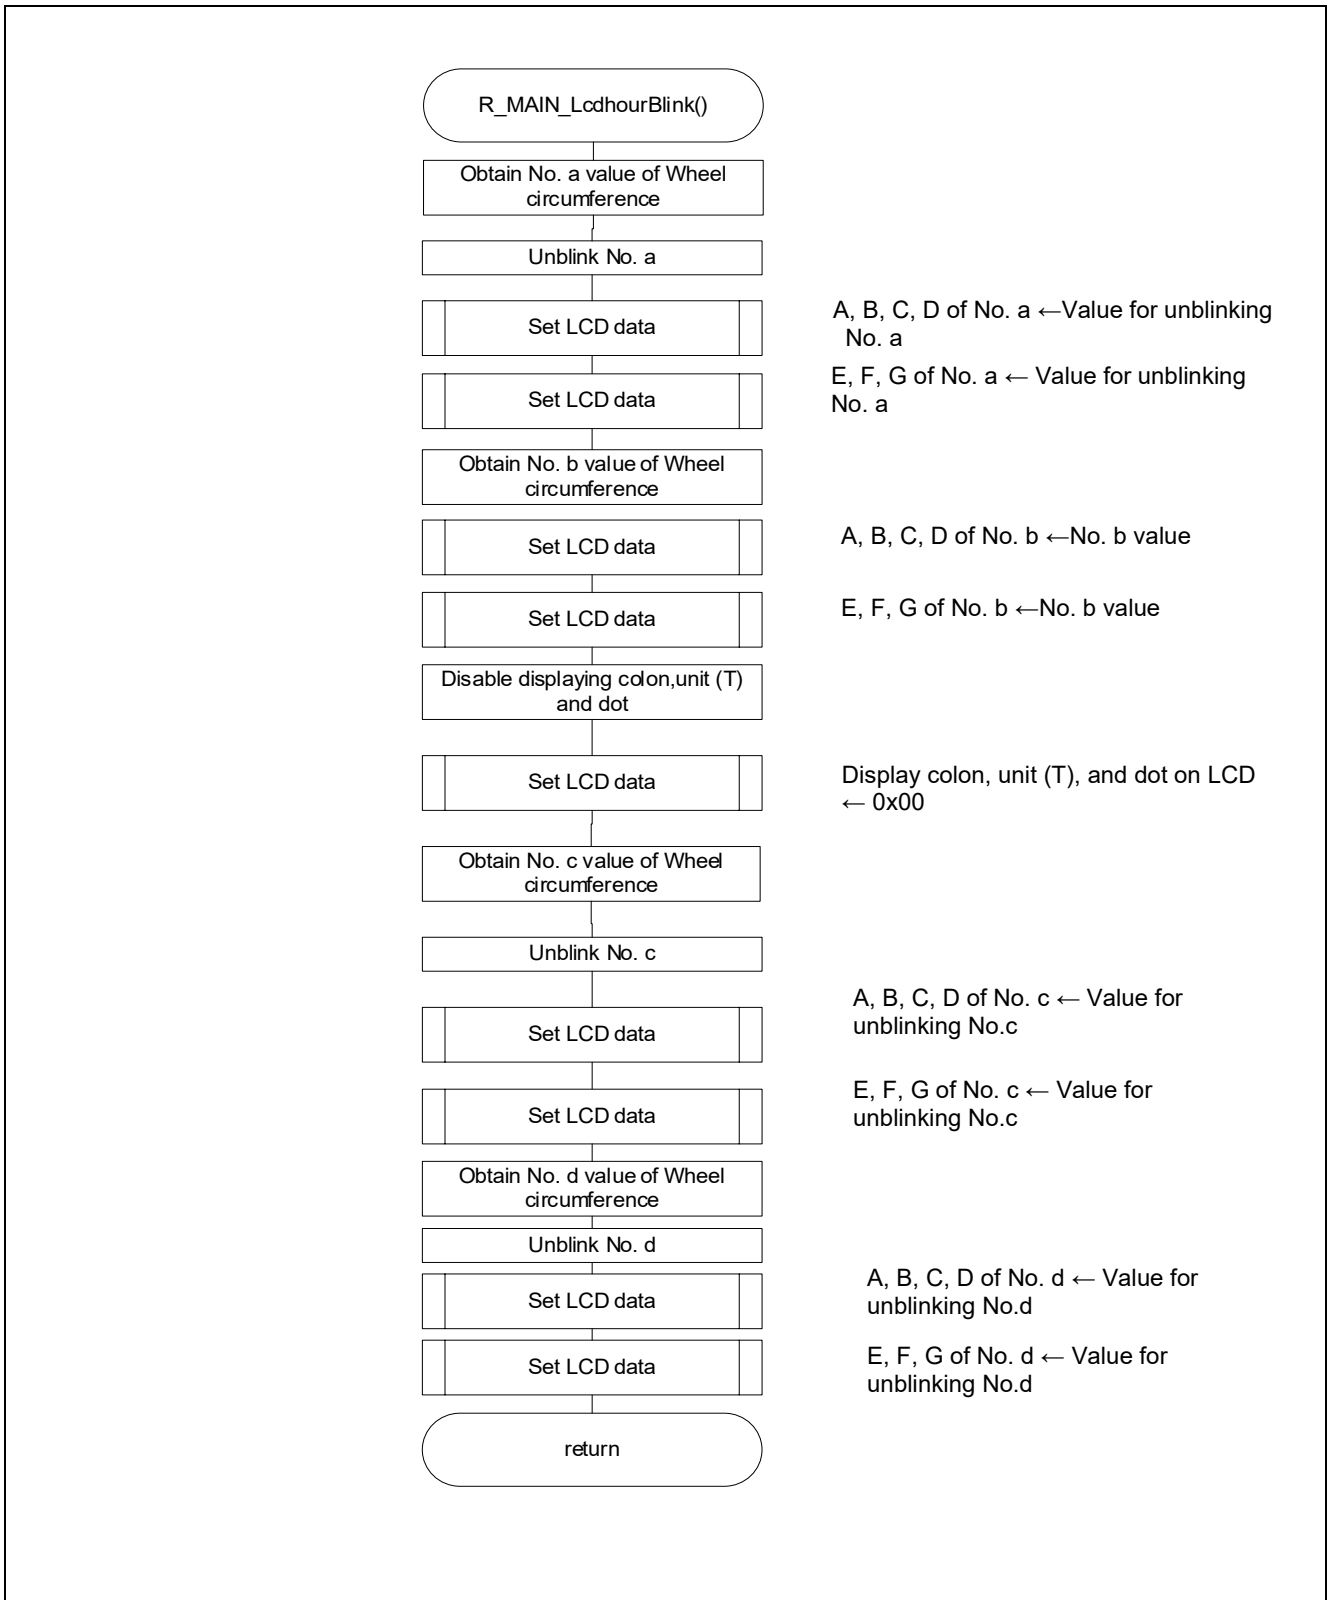 R_MAIN_LcdhourBlink()
Obtain No. a value of Wheel
circumference
Unblink No. a
Set LCD data
A, B, C, D of No. a ←Value for unblinking
No. a
Set LCD data
E, F, G of No. a ← Value for unblinking
No. a
Obtain No. b value of Wheel
circumference
Set LCD data
A, B, C, D of No. b ←No. b value
Set LCD data
E, F, G of No. b ←No. b value
Disable displaying colon,unit (T)
and dot
Set LCD data
Display colon, unit (T), and dot on LCD
← 0x00
Obtain No. c value of Wheel
circumference
Unblink No. c
Set LCD data
A, B, C, D of No. c ← Value for
unblinking No.c
Set LCD data
E, F, G of No. c ← Value for
unblinking No.c
Obtain No. d value of Wheel
circumference
Unblink No. d
Set LCD data
A, B, C, D of No. d ← Value for
unblinking No.d
Set LCD data
E, F, G of No. d ← Value for
unblinking No.d
return